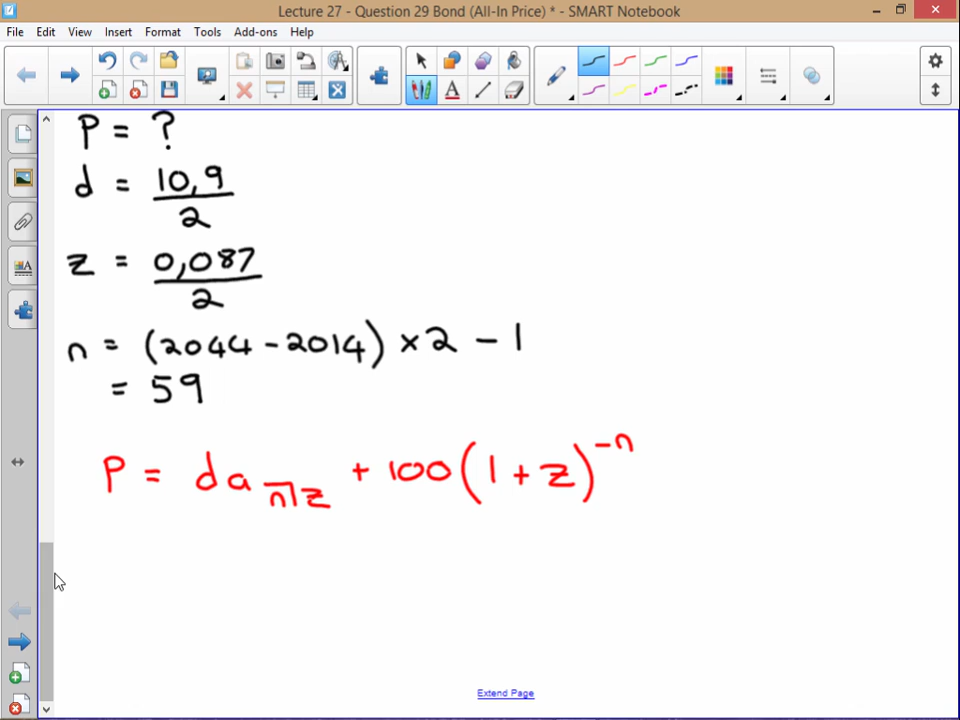 Lecture 27 - Question 29 Bond (All-In Price) * - SMART Notebook
File Edit View Insert Format Tools Add-ons Help
P = ?
d = 10,9
2
z = 0,087
2
n = (2044 - 2014) × 2 - 1
= 59
P = da n̅|z + 100(1 + z)^-n
Extend Page